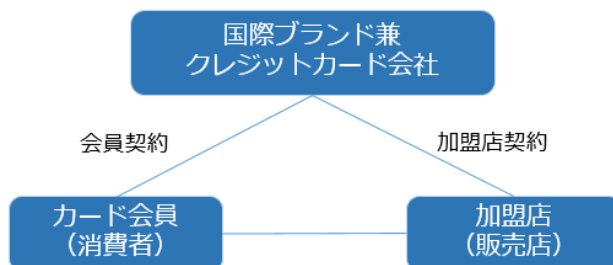 国際ブランド兼
クレジットカード会社
会員契約
加盟店契約
カード会員
（消費者）
加盟店
（販売店）